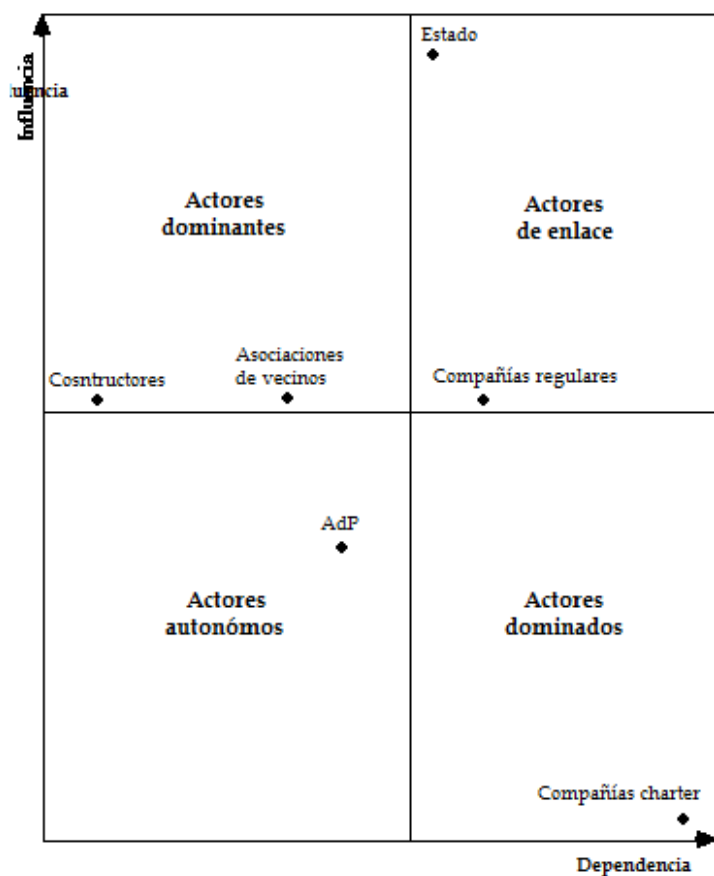 Estado
Influencia
luencia
Actores
dominantes
Actores
de enlace
Asociaciones
de vecinos
Cosntructores
Compañías regulares
AdP
Actores
autonómos
Actores
dominados
Compañías charter
Dependencia